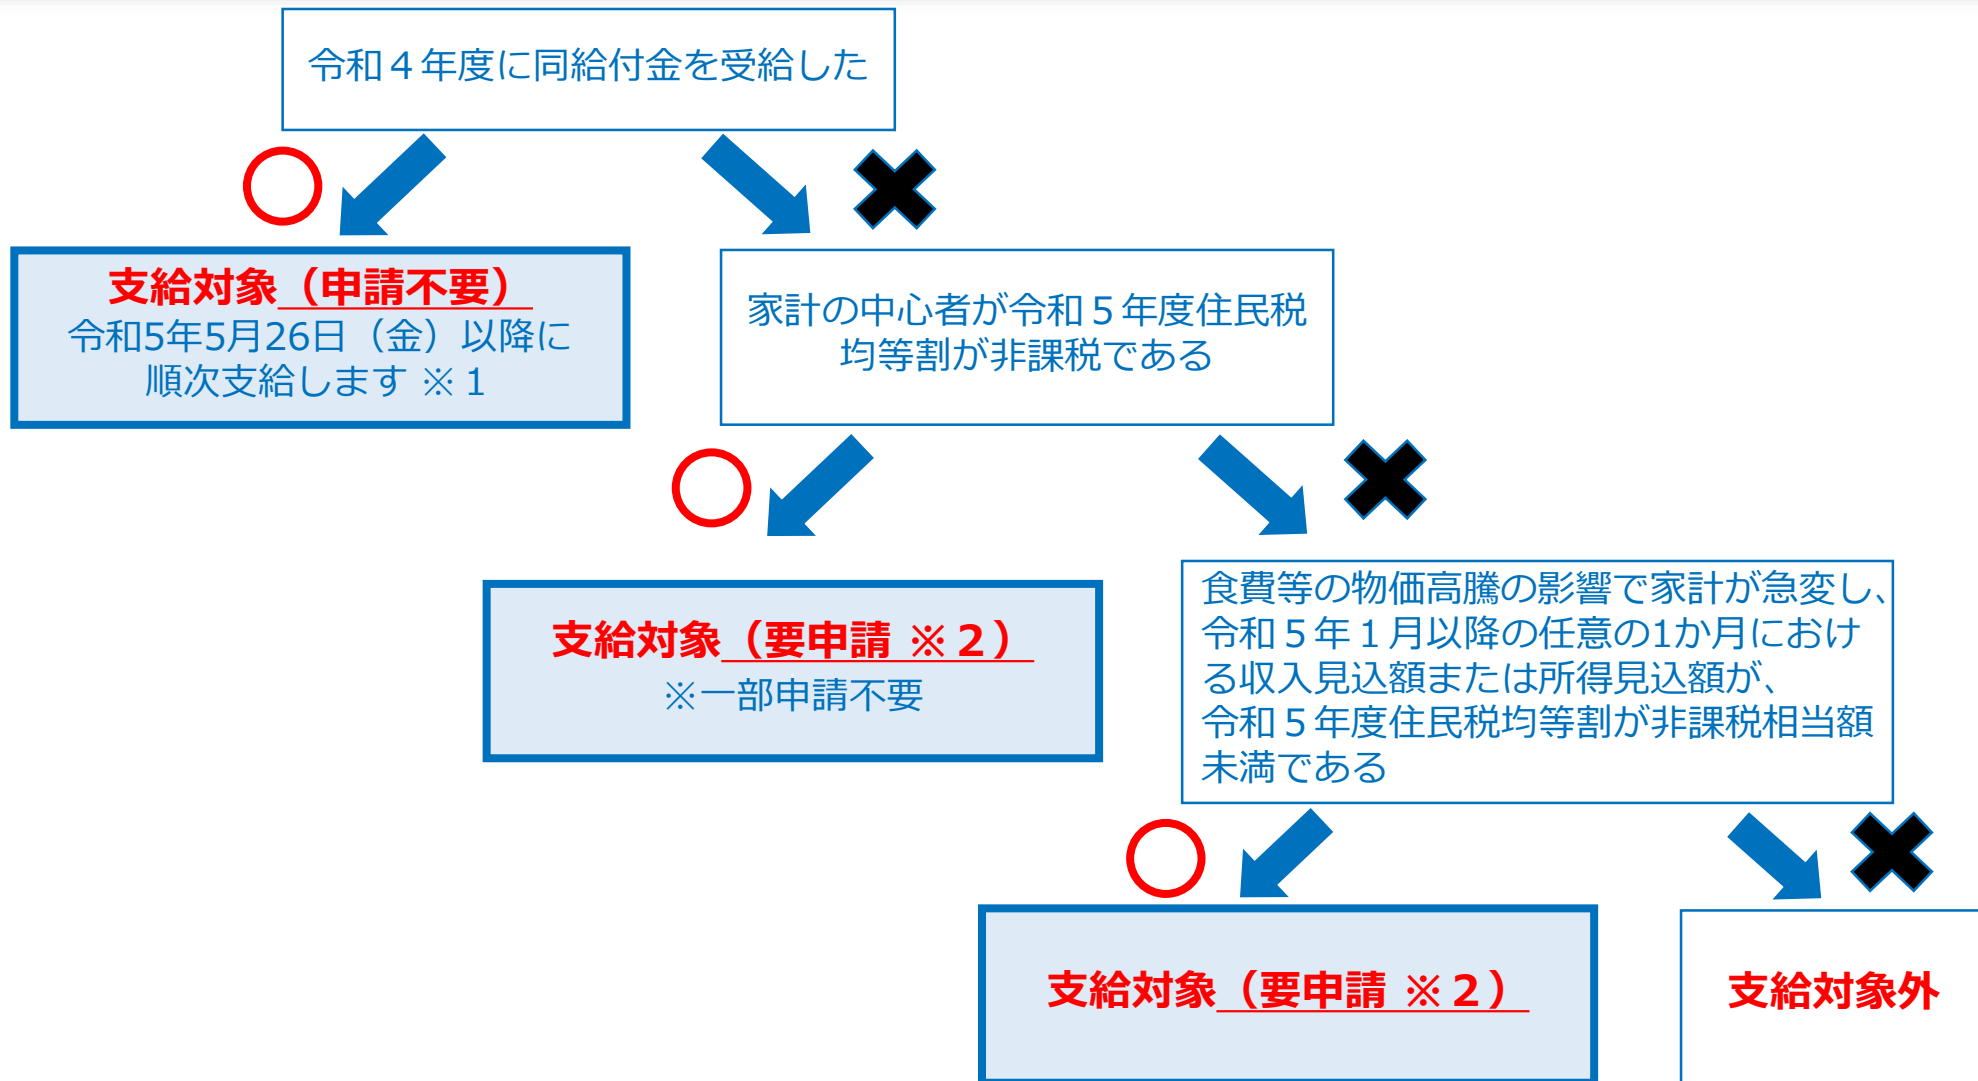 令和４年度に同給付金を受給した
支給対象（申請不要）
令和5年5月26日（金）以降に
順次支給します ※１
家計の中心者が令和５年度住民税
均等割が非課税である
支給対象（要申請 ※２）
※一部申請不要
食費等の物価高騰の影響で家計が急変し、
令和５年１月以降の任意の1か月におけ
る収入見込額または所得見込額が、
令和５年度住民税均等割が非課税相当額
未満である
支給対象（要申請 ※２）
支給対象外